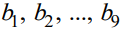 b₁, b₂, ..., b₉